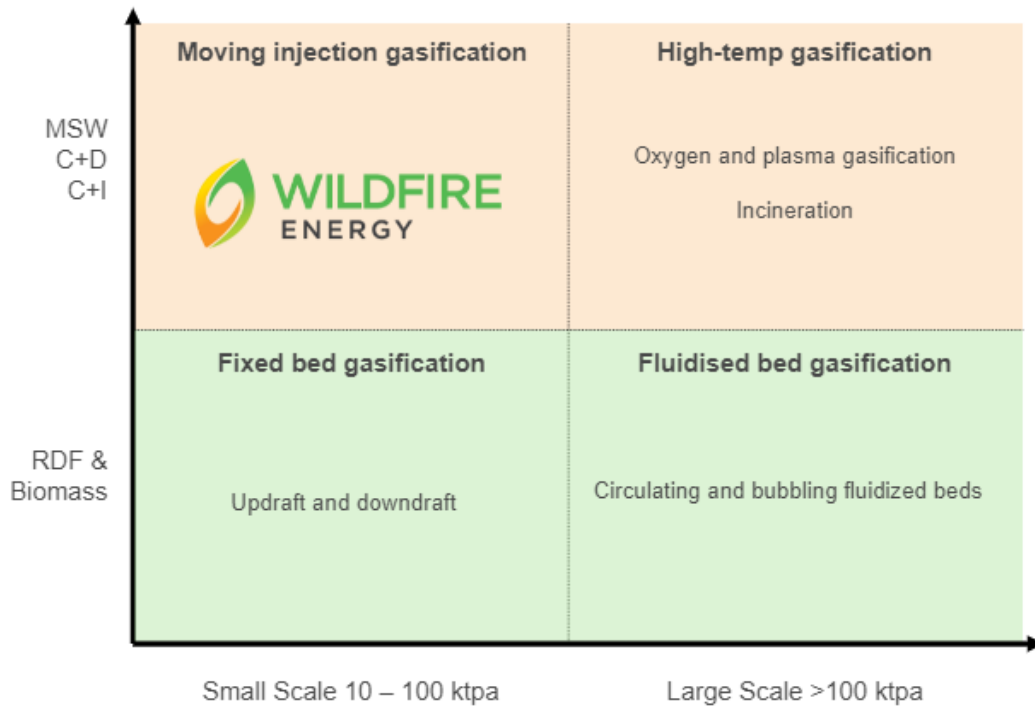 Moving injection gasification
High-temp gasification
MSW
C+D
C+I
WILDFIRE
ENERGY
Oxygen and plasma gasification
Incineration
Fixed bed gasification
Fluidised bed gasification
RDF &
Biomass
Updraft and downdraft
Circulating and bubbling fluidized beds
Small Scale 10 – 100 ktpa
Large Scale >100 ktpa